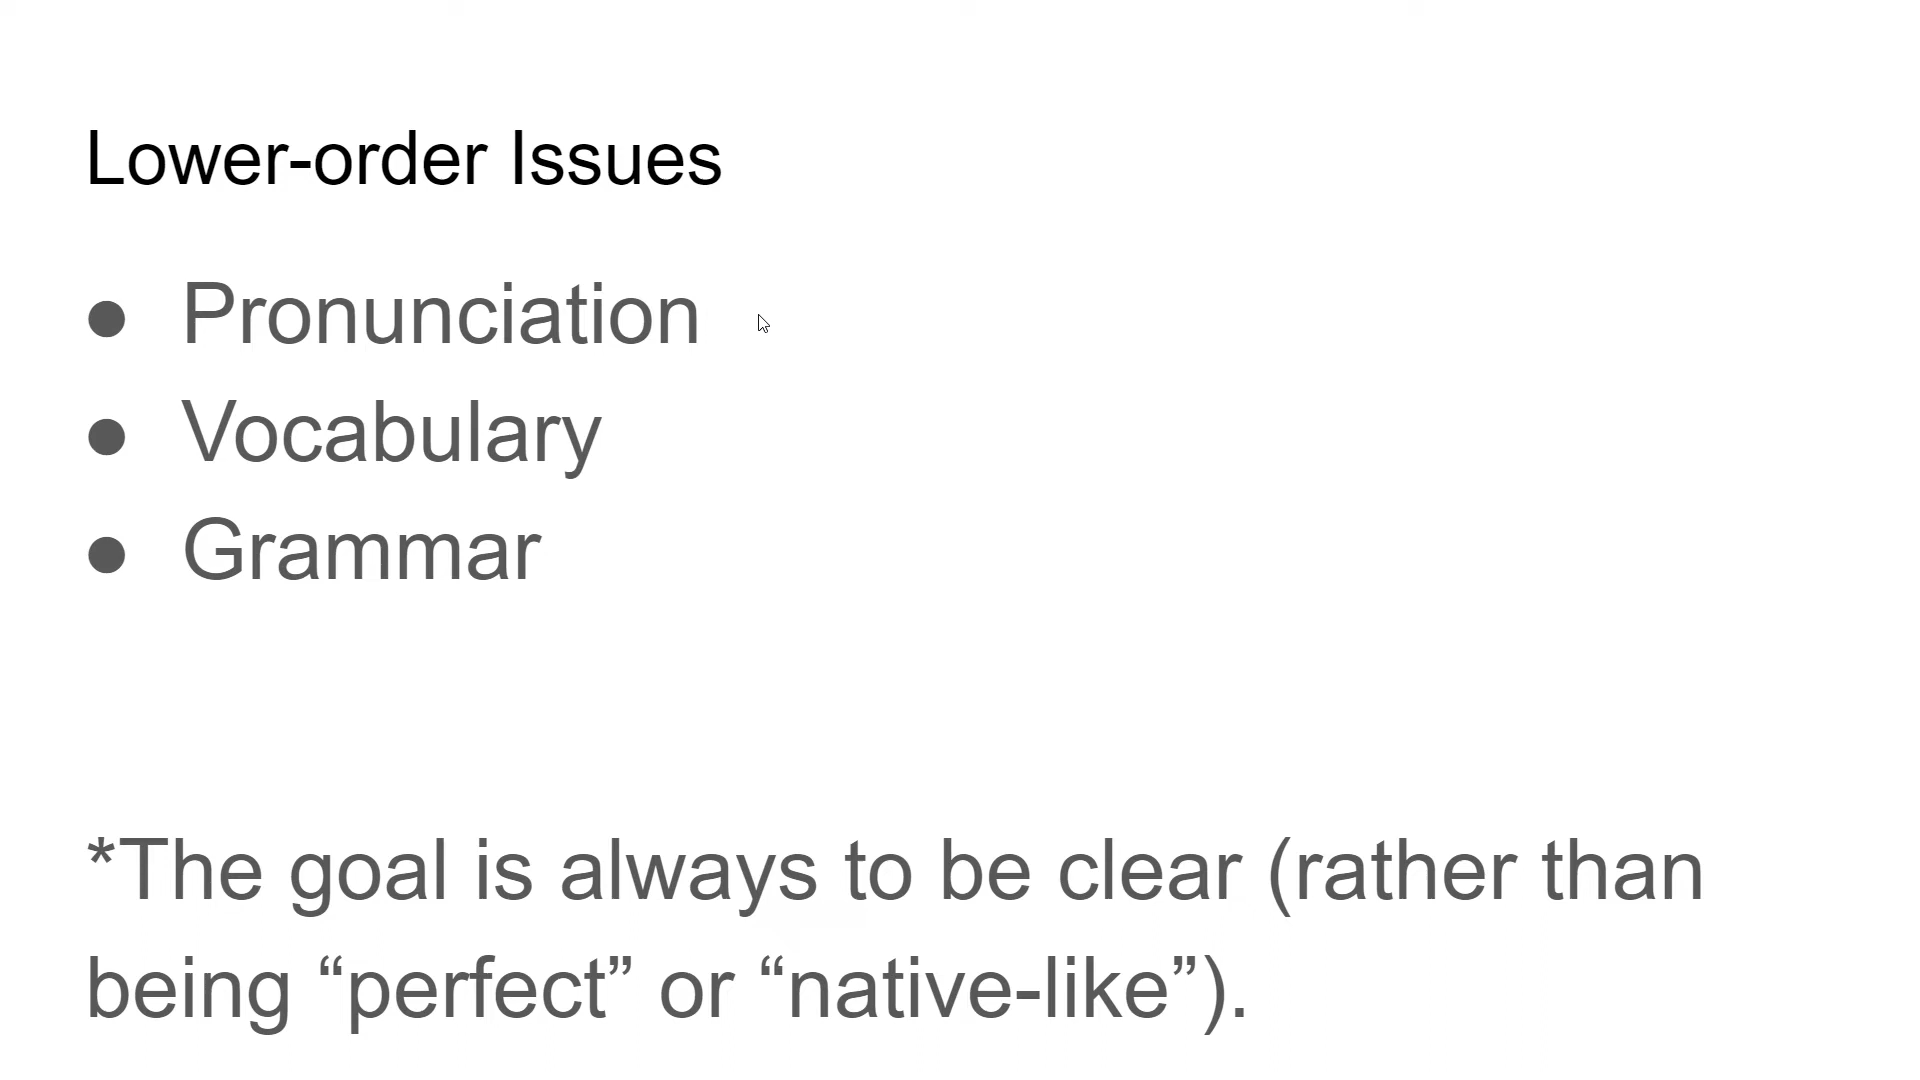 Lower-order Issues
● Pronunciation
● Vocabulary
● Grammar
*The goal is always to be clear (rather than
being “perfect” or “native-like”).